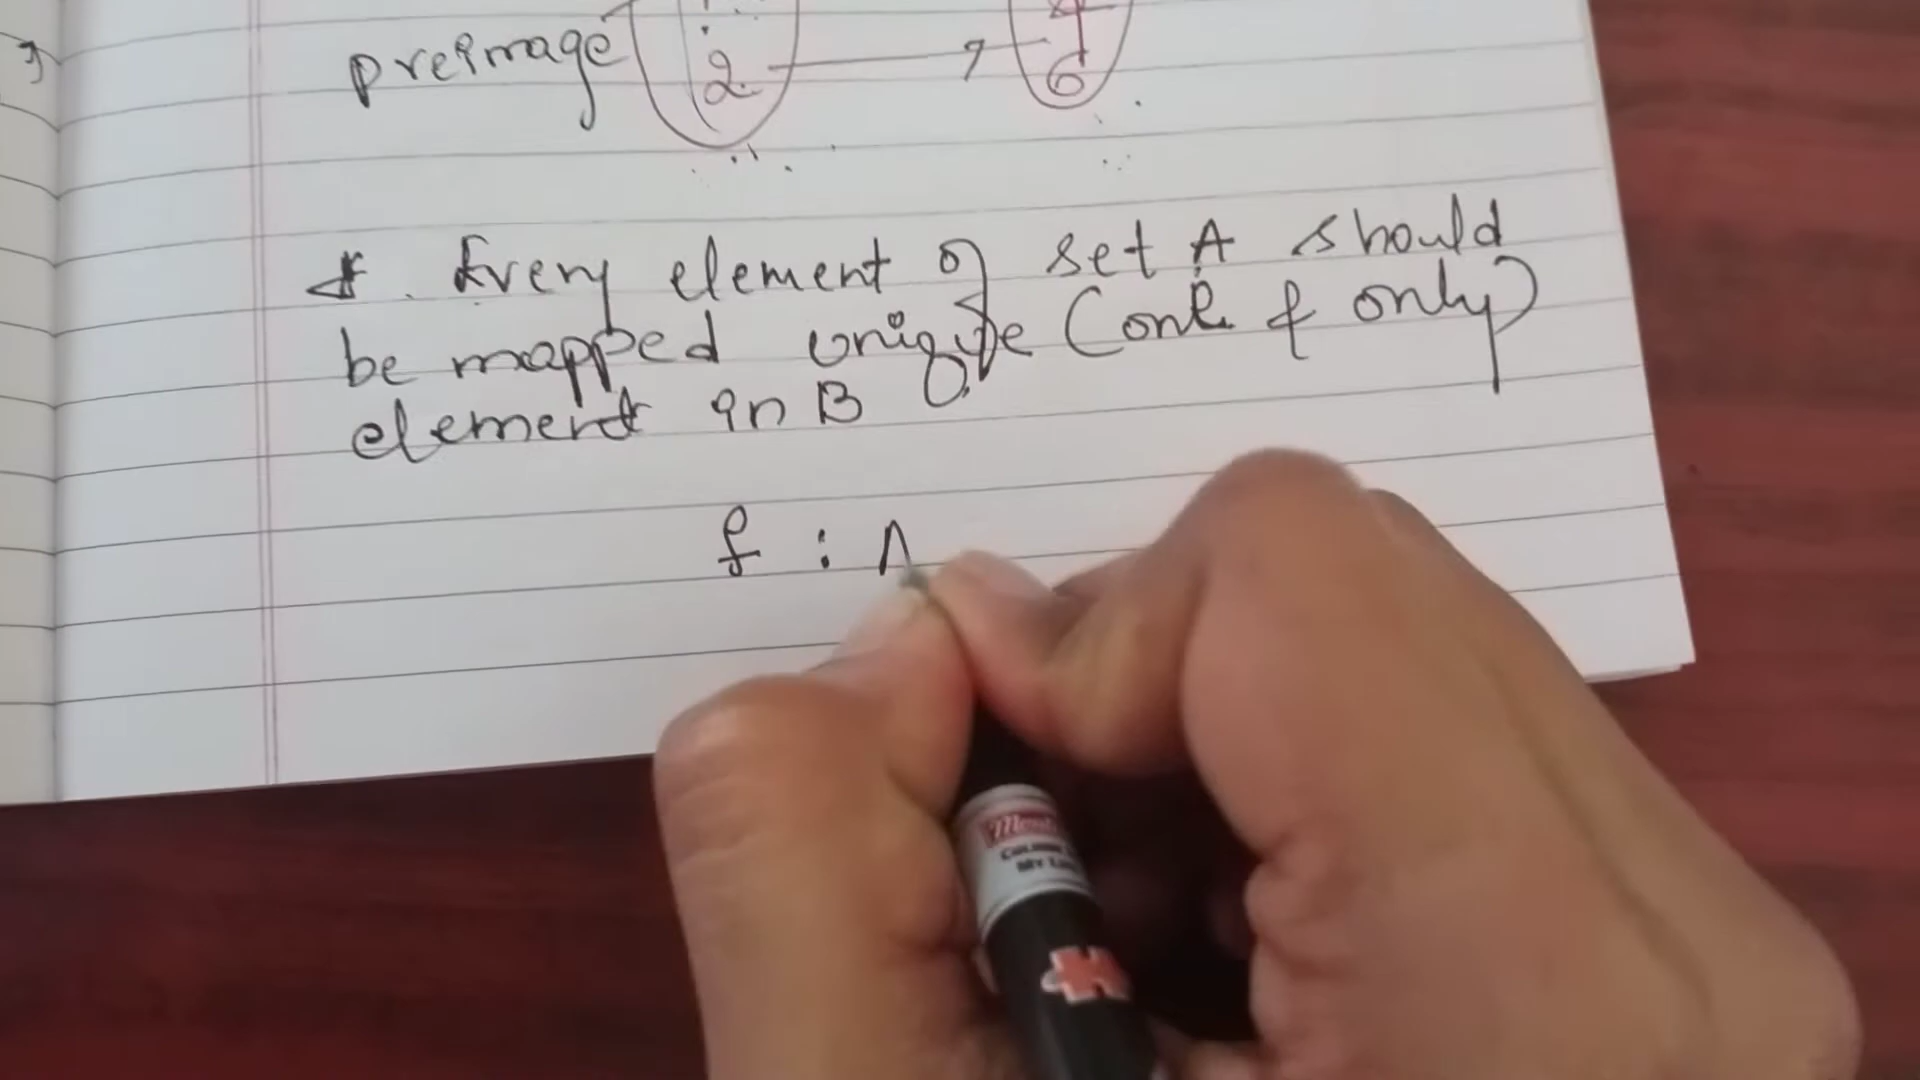 preimage 2 6
*. Every element of set A should
be mapped unique (one & only)
element in B
f : A